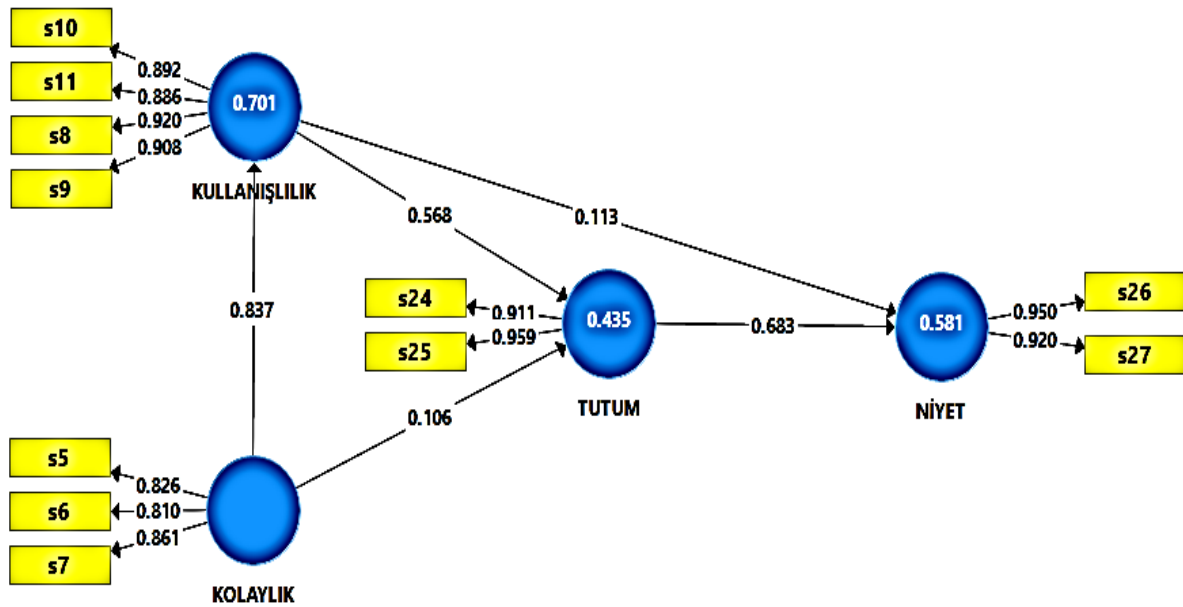 s10
s11
s8
s9
0.892
0.886
0.920
0.908
0.701
KULLANIŞLILIK
0.568
0.113
0.837
s24
s25
0.911
0.959
0.435
TUTUM
0.683
0.581
NİYET
0.950
0.920
s26
s27
0.106
s5
s6
s7
0.826
0.810
0.861
KOLAYLIK